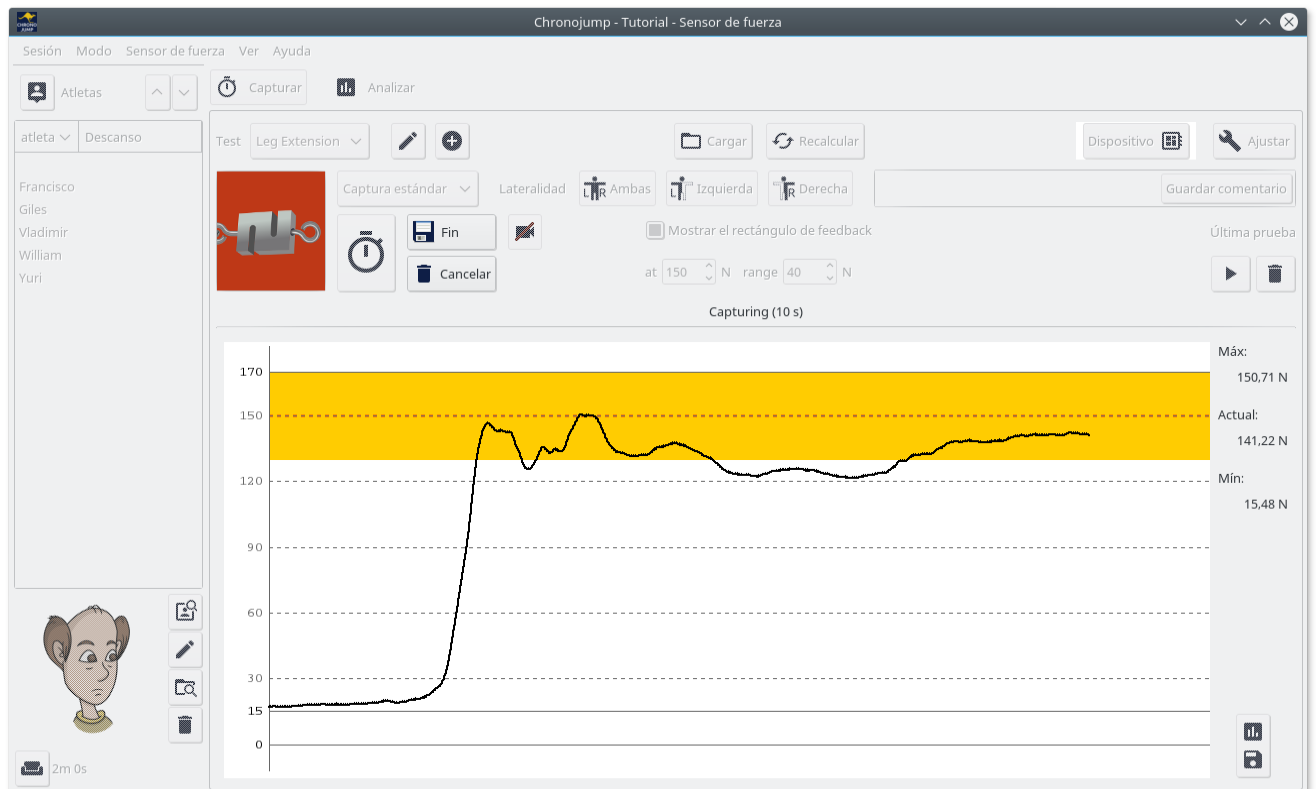 Chronojump - Tutorial - Sensor de fuerza
CHRONO
JUMP
Sesión Modo Sensor de fuerza Ver Ayuda
Atletas
Capturar Analizar
atleta Descanso
Test Leg Extension Cargar Recalcular Dispositivo Ajustar
Francisco
Giles
Vladimir
William
Yuri
Captura estándar Lateralidad L R Ambas L Izquierda R Derecha Guardar comentario
Fin Mostrar el rectángulo de feedback Última prueba
Cancelar at 150 N range 40 N
Capturing (10 s)
170
150
120
90
60
30
15
0
Máx:
150,71 N
Actual:
141,22 N
Mín:
15,48 N
2m 0s